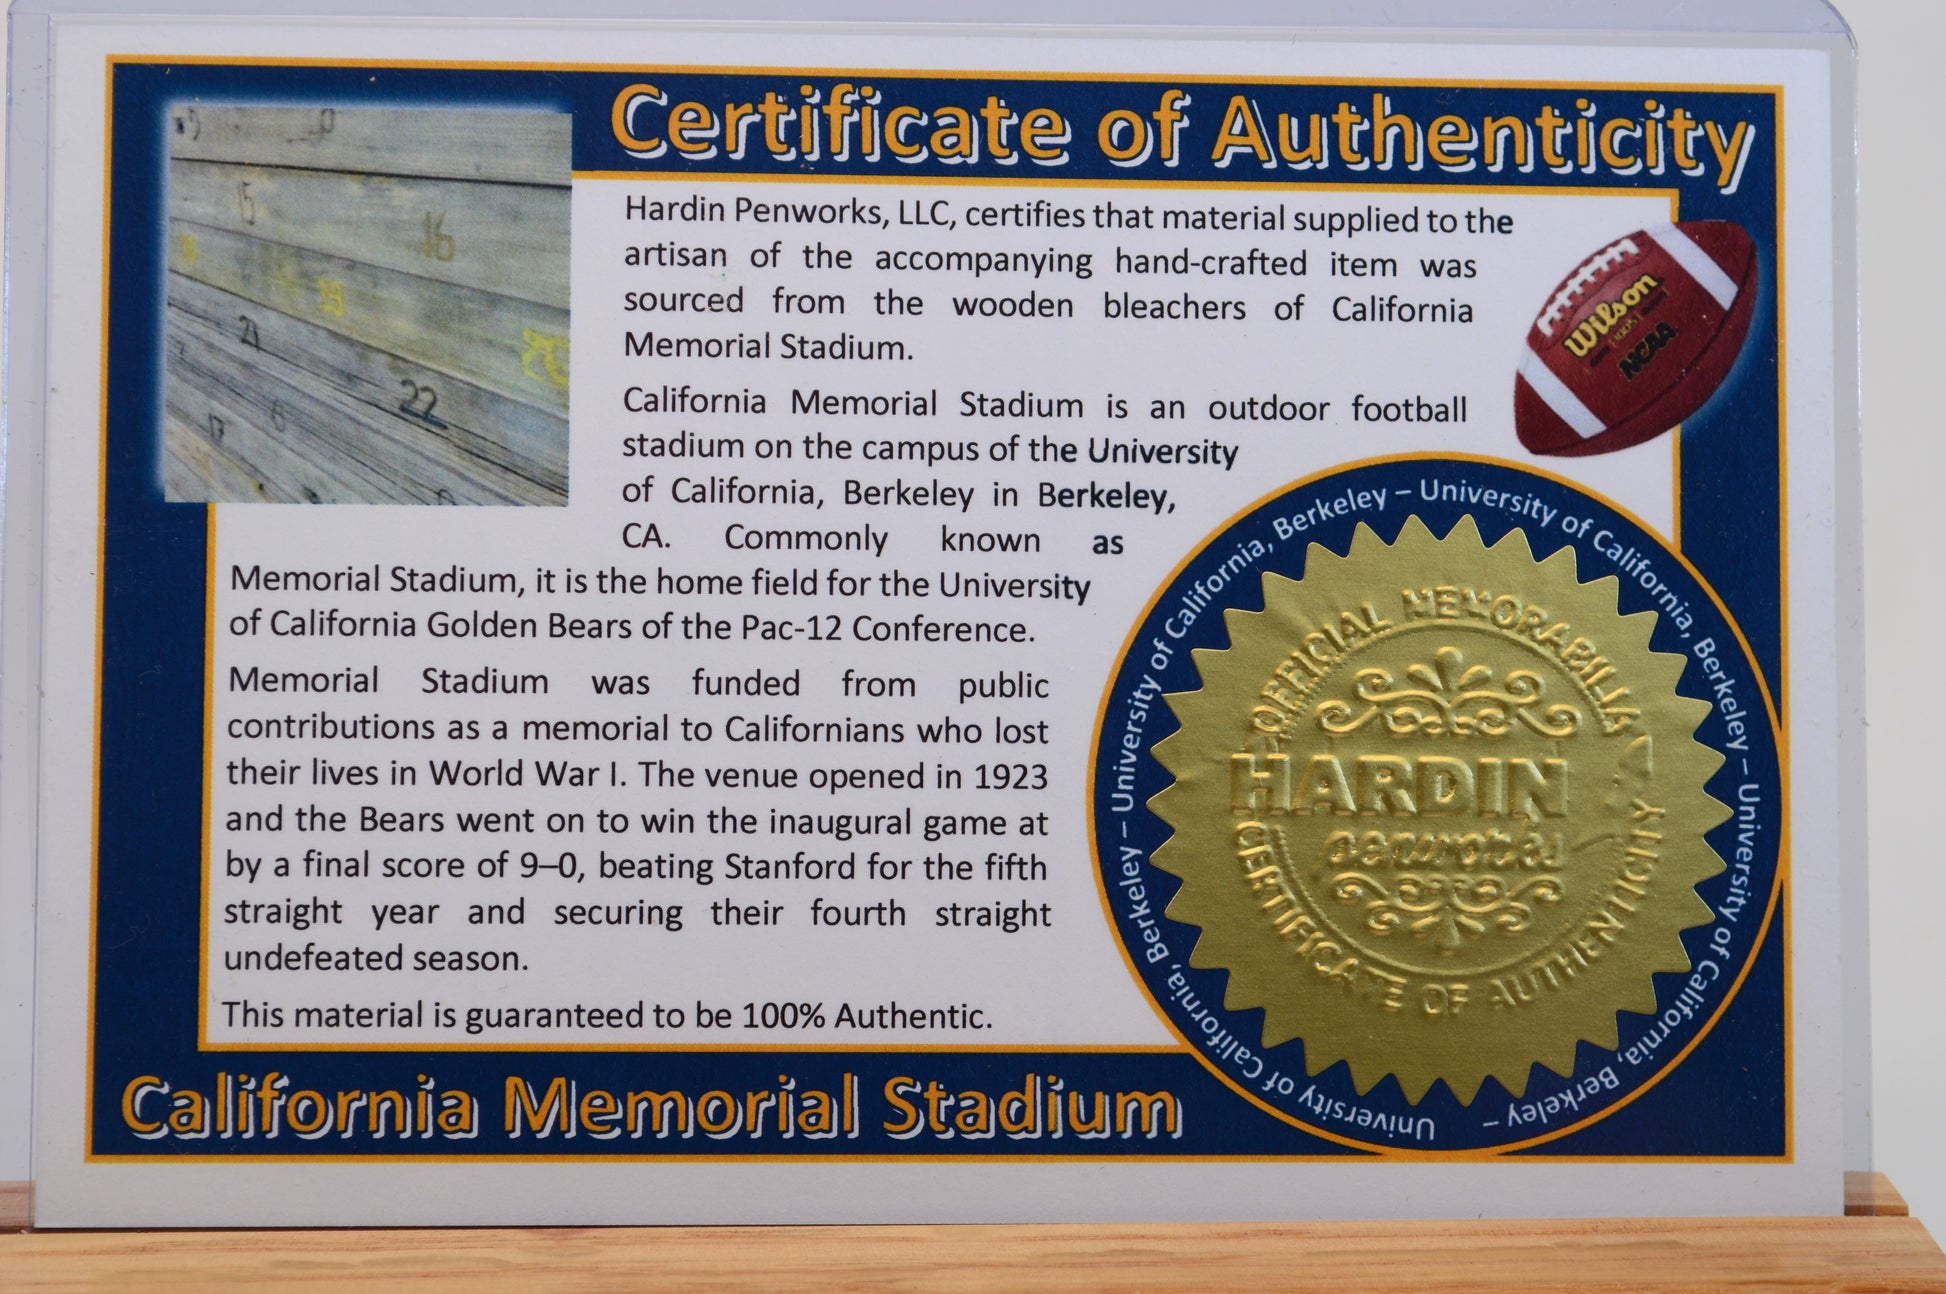 Certificate of Authenticity
15
16
19
21
22
17
6
Hardin Penworks, LLC, certifies that material supplied to the
artisan of the accompanying hand-crafted item was
sourced from the wooden bleachers of California
Memorial Stadium.
Wilson
NCAA
California Memorial Stadium is an outdoor football
stadium on the campus of the University
of California, Berkeley in Berkeley,
CA. Commonly known as
Memorial Stadium, it is the home field for the University
of California Golden Bears of the Pac-12 Conference.
Memorial Stadium was funded from public
contributions as a memorial to Californians who lost
their lives in World War I. The venue opened in 1923
and the Bears went on to win the inaugural game at
by a final score of 9–0, beating Stanford for the fifth
straight year and securing their fourth straight
undefeated season.
This material is guaranteed to be 100% Authentic.
University of California, Berkeley – University of California, Berkeley – University of California, Berkeley – University of California, Berkeley –
OFFICIAL MEMORABILIA
HARDIN
penworks
CERTIFICATE OF AUTHENTICITY
California Memorial Stadium